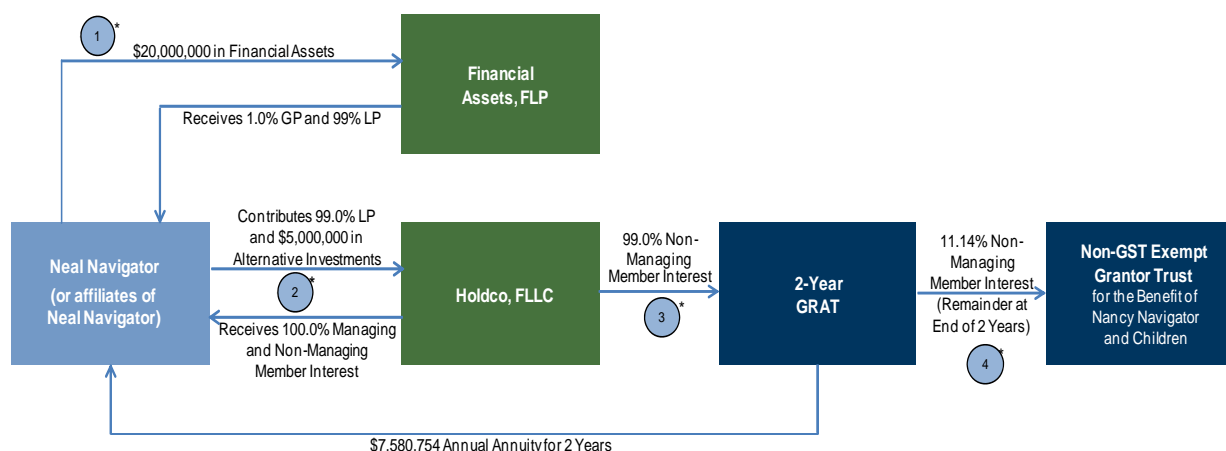 1
*
$20,000,000 in Financial Assets
Financial
Assets, FLP
Receives 1.0% GP and 99% LP
Neal Navigator
(or affiliates of
Neal Navigator)
Contributes 99.0% LP
and $5,000,000 in
Alternative Investments
2
*
Receives 100.0% Managing
and Non-Managing
Member Interest
Holdco, FLLC
99.0% Non-
Managing
Member Interest
3
*
2-Year
GRAT
11.14% Non-
Managing
Member Interest
(Remainder at
End of 2 Years)
4
*
Non-GST Exempt
Grantor Trust
for the Benefit of
Nancy Navigator
and Children
$7,580,754 Annual Annuity for 2 Years